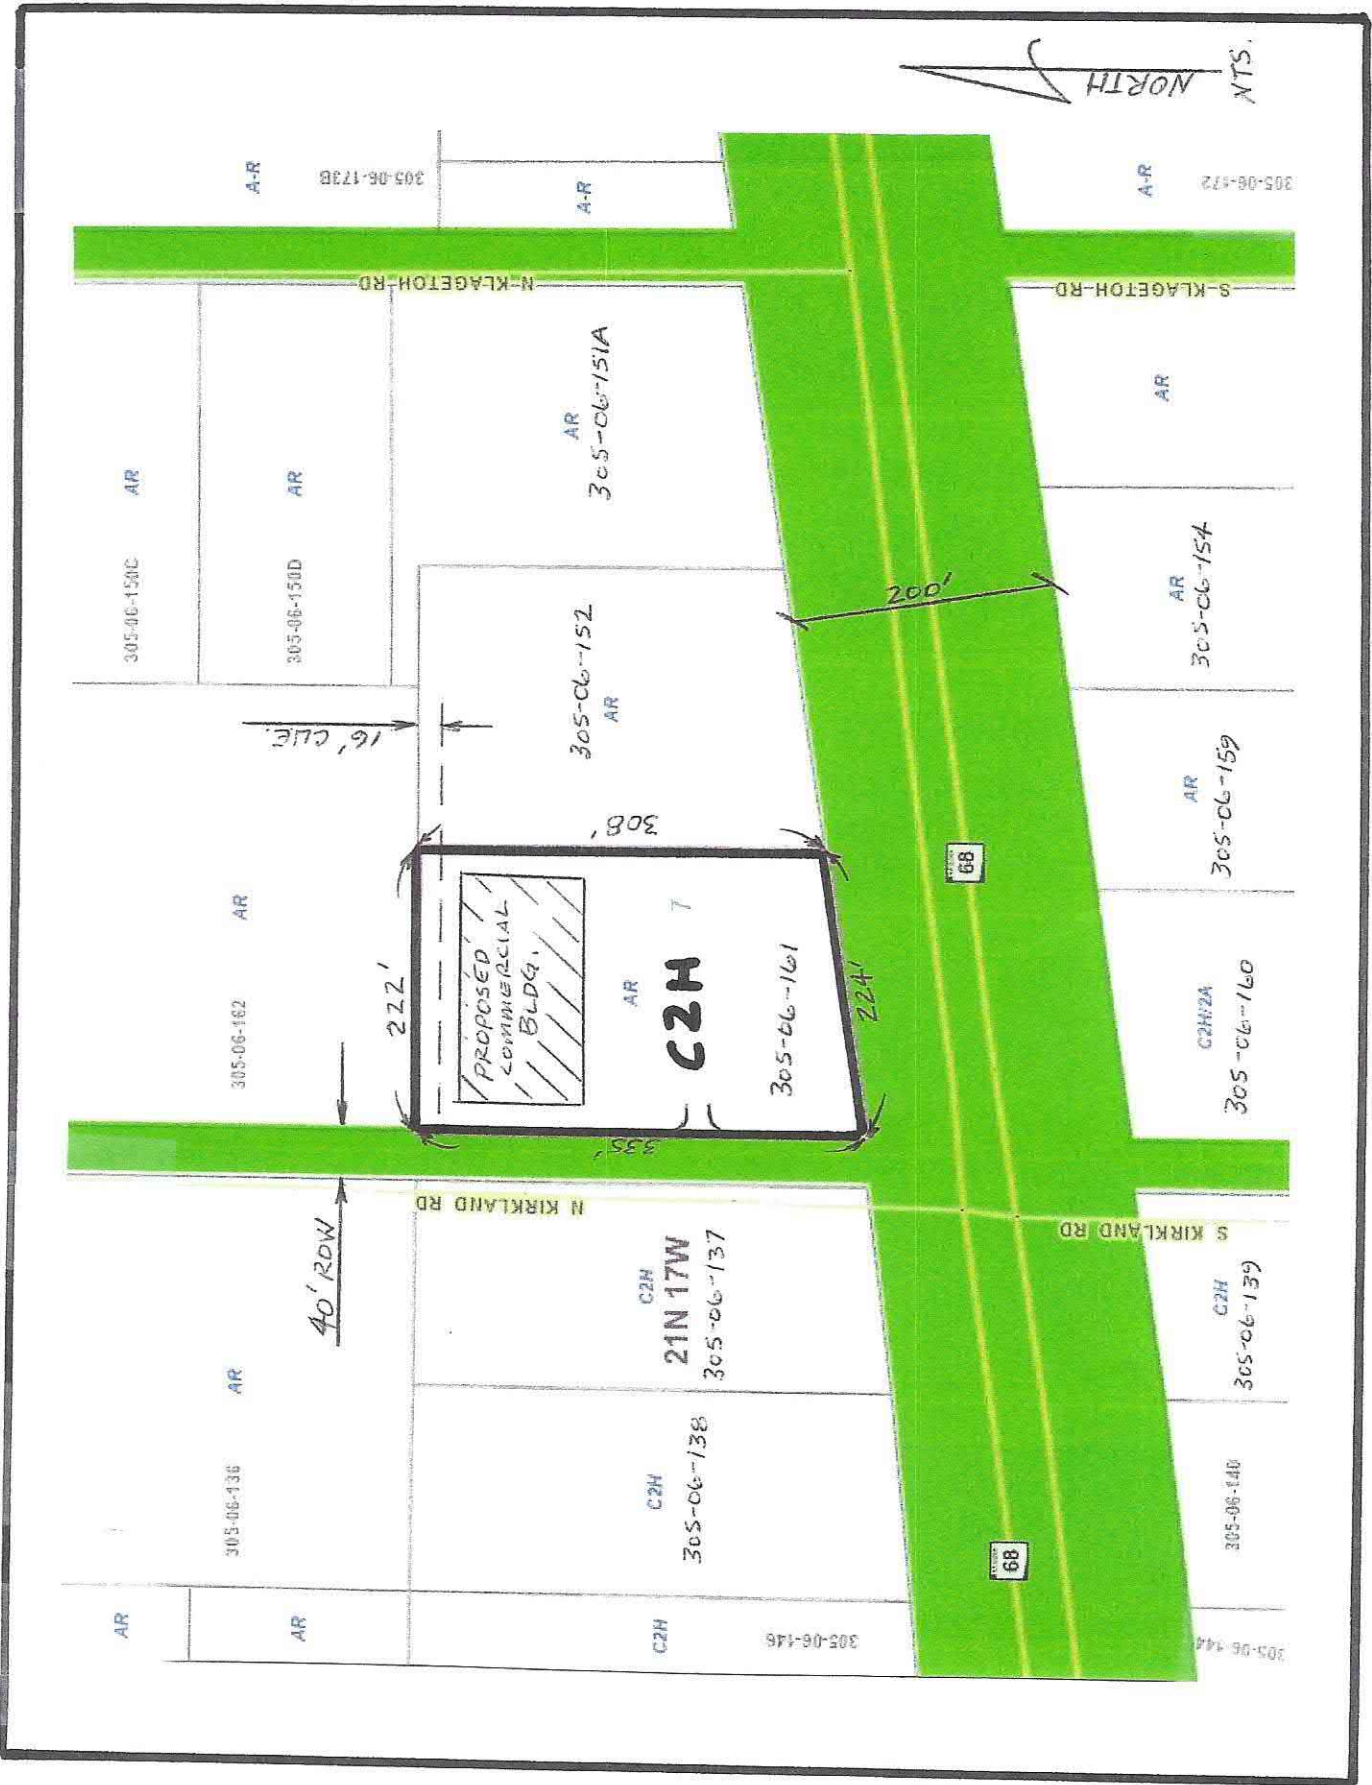 NORTH
NTS.
A-R
305-06-173B
A-R
A-R
305-06-172
N KLAGETOH RD
S KLAGETOH RD
305-06-150C
AR
305-06-150D
AR
AR
305-06-151A
305-06-152
AR
16'
200'
AR
AR
305-06-154
AR
305-06-159
C2H/2A
305-06-160
305-06-162
AR
222'
308'
335'
224'
PROPOSED
COMMERCIAL
BLDG.
AR
C2H
7
305-06-161
68
N KIRKLAND RD
S KIRKLAND RD
40' ROW
305-06-136
AR
C2H
21N 17W
305-06-137
C2H
305-06-138
C2H
305-06-139
305-06-140
68
AR
AR
C2H
305-06-146
305-06-144